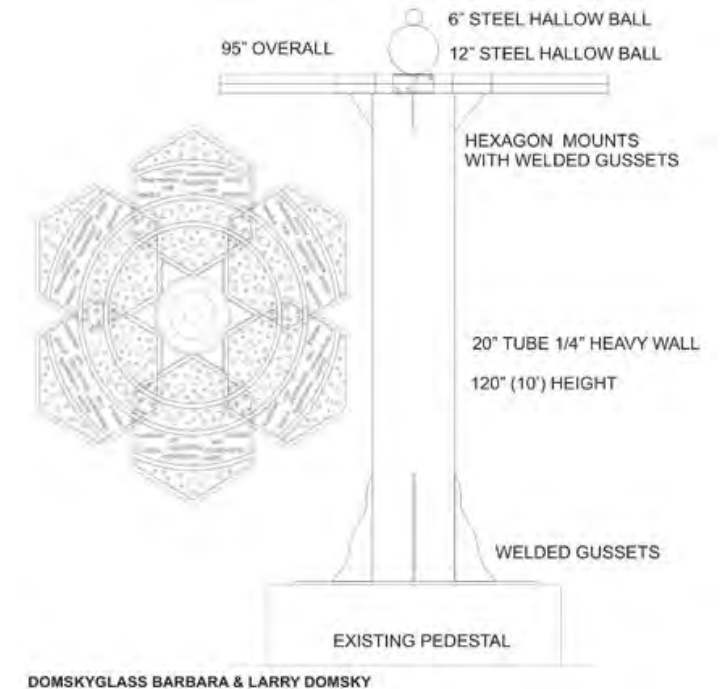 6" STEEL HALLOW BALL
95" OVERALL
12" STEEL HALLOW BALL
HEXAGON MOUNTS
WITH WELDED GUSSETS
20" TUBE 1/4" HEAVY WALL
120" (10') HEIGHT
WELDED GUSSETS
EXISTING PEDESTAL
DOMSKYGLASS BARBARA & LARRY DOMSKY